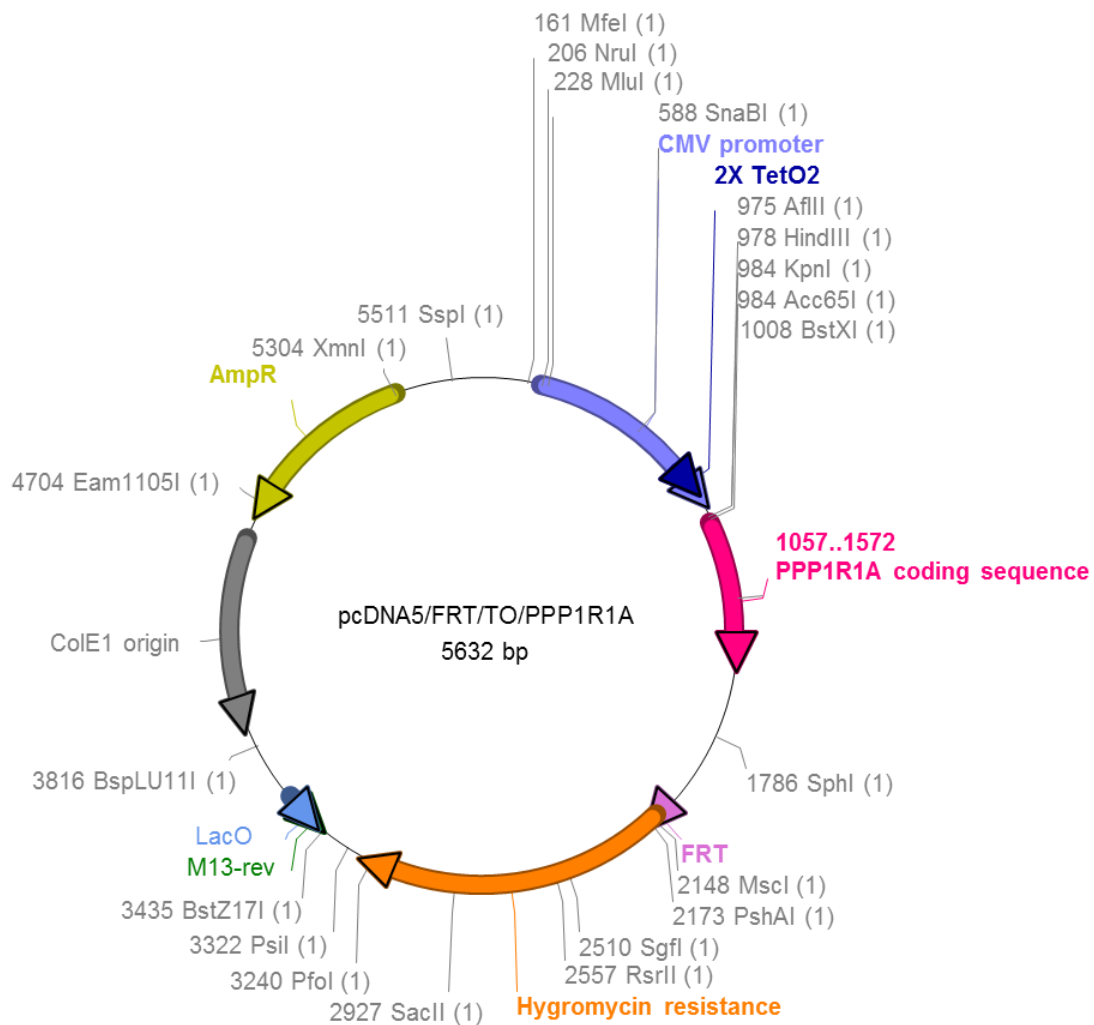 161 MfeI (1)
206 NruI (1)
228 MluI (1)
588 SnaBI (1)
CMV promoter
2X TetO2
975 AflII (1)
978 HindIII (1)
984 KpnI (1)
984 Acc65I (1)
1008 BstXI (1)
5511 SspI (1)
5304 XmnI (1)
AmpR
4704 Eam1105I (1)
1057..1572
PPP1R1A coding sequence
pcDNA5/FRT/TO/PPP1R1A
5632 bp
ColE1 origin
3816 BspLU11I (1)
1786 SphI (1)
LacO
M13-rev
FRT
2148 MscI (1)
2173 PshAI (1)
3435 BstZ17I (1)
3322 PsiI (1)
2510 SgfI (1)
3240 PfoI (1)
2557 RsrII (1)
2927 SacII (1)
Hygromycin resistance